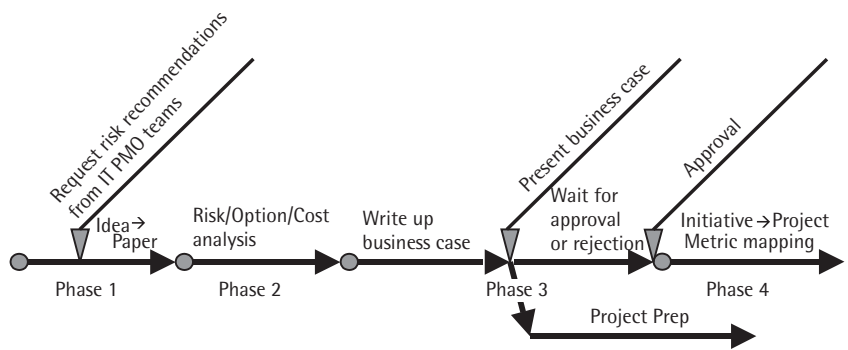 Request risk recommendations
from IT PMO teams
Idea→
Paper
Risk/Option/Cost
analysis
Write up
business case
Present business case
Wait for
approval
or rejection
Approval
Initiative→Project
Metric mapping
Phase 1
Phase 2
Phase 3
Phase 4
Project Prep